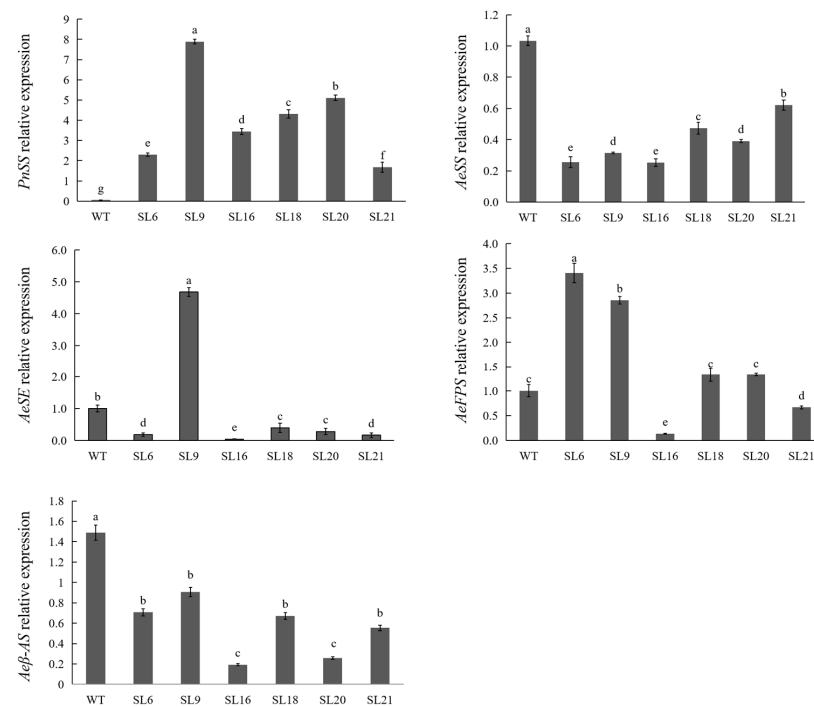 PnSS relative expression
9
8
7
6
5
4
3
2
1
0
g
e
a
d
c
b
f
WT SL6 SL9 SL16 SL18 SL20 SL21
AeSS relative expression
1.2
1.0
0.8
0.6
0.4
0.2
0.0
a
e
d
e
c
d
b
WT SL6 SL9 SL16 SL18 SL20 SL21
AeSE relative expression
6.0
5.0
4.0
3.0
2.0
1.0
0.0
b
d
a
e
c
c
d
WT SL6 SL9 SL16 SL18 SL20 SL21
AeFPS relative expression
4.0
3.5
3.0
2.5
2.0
1.5
1.0
0.5
0.0
c
a
b
e
c
c
d
WT SL6 SL9 SL16 SL18 SL20 SL21
Aeβ-AS relative expression
1.8
1.6
1.4
1.2
1
0.8
0.6
0.4
0.2
0
a
b
b
c
b
c
b
WT SL6 SL9 SL16 SL18 SL20 SL21